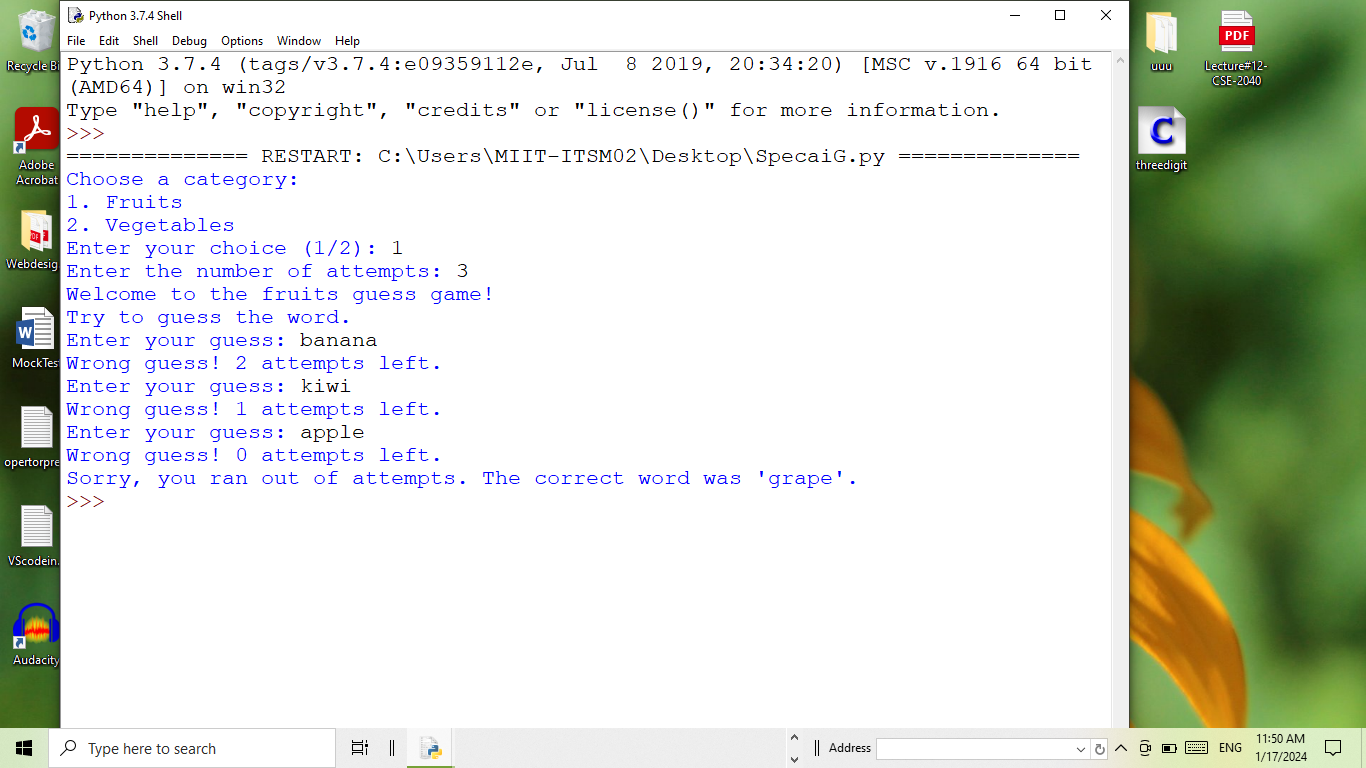 Python 3.7.4 Shell
File Edit Shell Debug Options Window Help
Python 3.7.4 (tags/v3.7.4:e09359112e, Jul  8 2019, 20:34:20) [MSC v.1916 64 bit
(AMD64)] on win32
Type "help", "copyright", "credits" or "license()" for more information.
>>>
============== RESTART: C:\Users\MIIT-ITSM02\Desktop\SpecaiG.py ==============
Choose a category:
1. Fruits
2. Vegetables
Enter your choice (1/2): 1
Enter the number of attempts: 3
Welcome to the fruits guess game!
Try to guess the word.
Enter your guess: banana
Wrong guess! 2 attempts left.
Enter your guess: kiwi
Wrong guess! 1 attempts left.
Enter your guess: apple
Wrong guess! 0 attempts left.
Sorry, you ran out of attempts. The correct word was 'grape'.
>>>
Recycle Bi
Adobe
Acrobat
Webdesig
MockTes
opertorpre
VScodein.
Audacity
uuu
PDF
Lecture#12-
CSE-2040
threedigit
Type here to search
Address
ENG
11:50 AM
1/17/2024